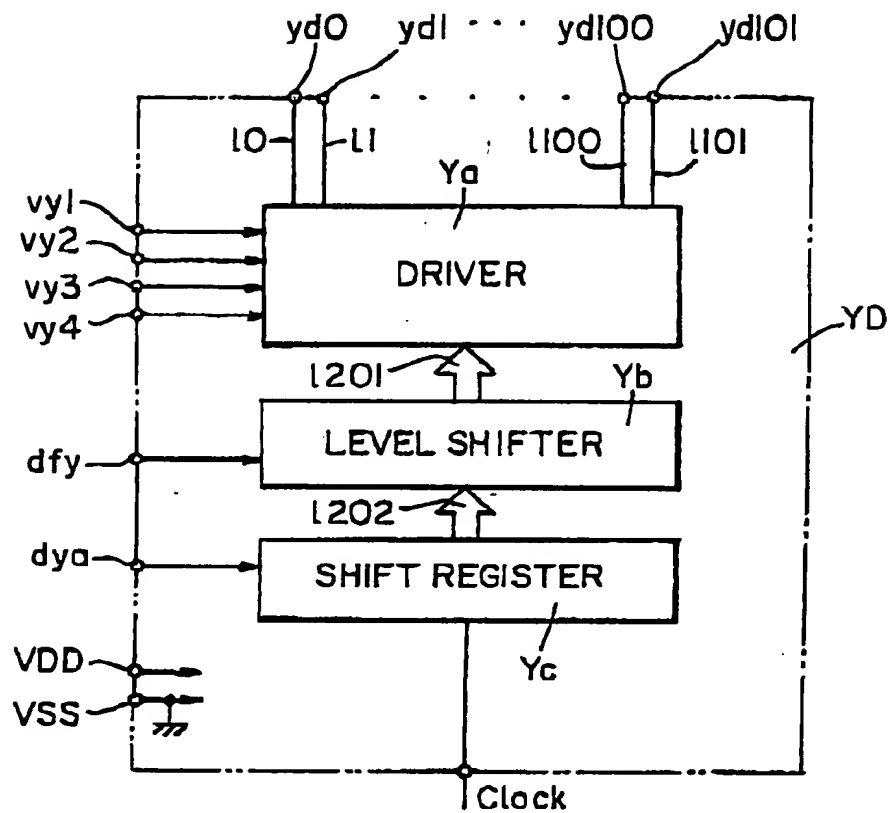 yd0 yd1 · · · yd100 yd101
l0 l1 l100 l101
Ya
vy1
vy2
vy3
vy4
DRIVER
YD
l201
Yb
LEVEL SHIFTER
dfy
l202
dya
SHIFT REGISTER
Yc
VDD
VSS
Clock